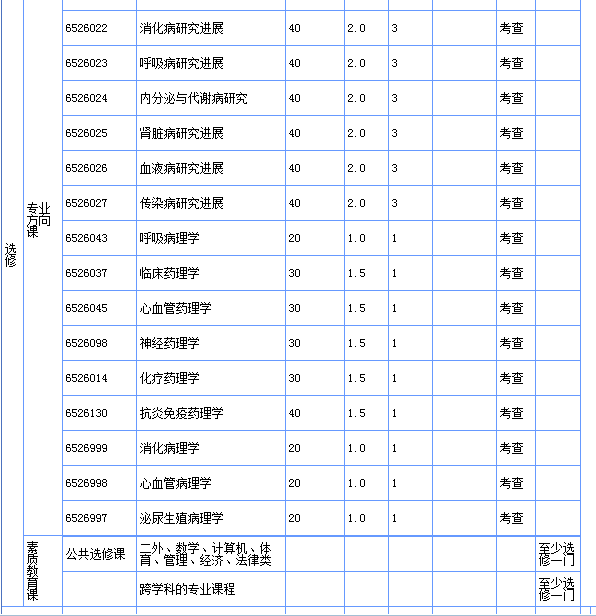 6526022 消化病研究进展 40 2.0 3 考查
6526023 呼吸病研究进展 40 2.0 3 考查
6526024 内分泌与代谢病研究 40 2.0 3 考查
6526025 肾脏病研究进展 40 2.0 3 考查
6526026 血液病研究进展 40 2.0 3 考查
6526027 传染病研究进展 40 2.0 3 考查
专业
方向
课
6526043 呼吸病理学 20 1.0 1 考查
选
修
6526037 临床药理学 30 1.5 1 考查
6526045 心血管药理学 30 1.5 1 考查
6526098 神经药理学 30 1.5 1 考查
6526014 化疗药理学 30 1.5 1 考查
6526130 抗炎免疫药理学 40 1.5 1 考查
6526999 消化病理学 20 1.0 1 考查
6526998 心血管病理学 20 1.0 1 考查
6526997 泌尿生殖病理学 20 1.0 1 考查
素
质
教
育
课
公共选修课 二外、数学、计算机、体
育、管理、经济、法律类
至少选
修一门
跨学科的专业课程
至少选
修一门